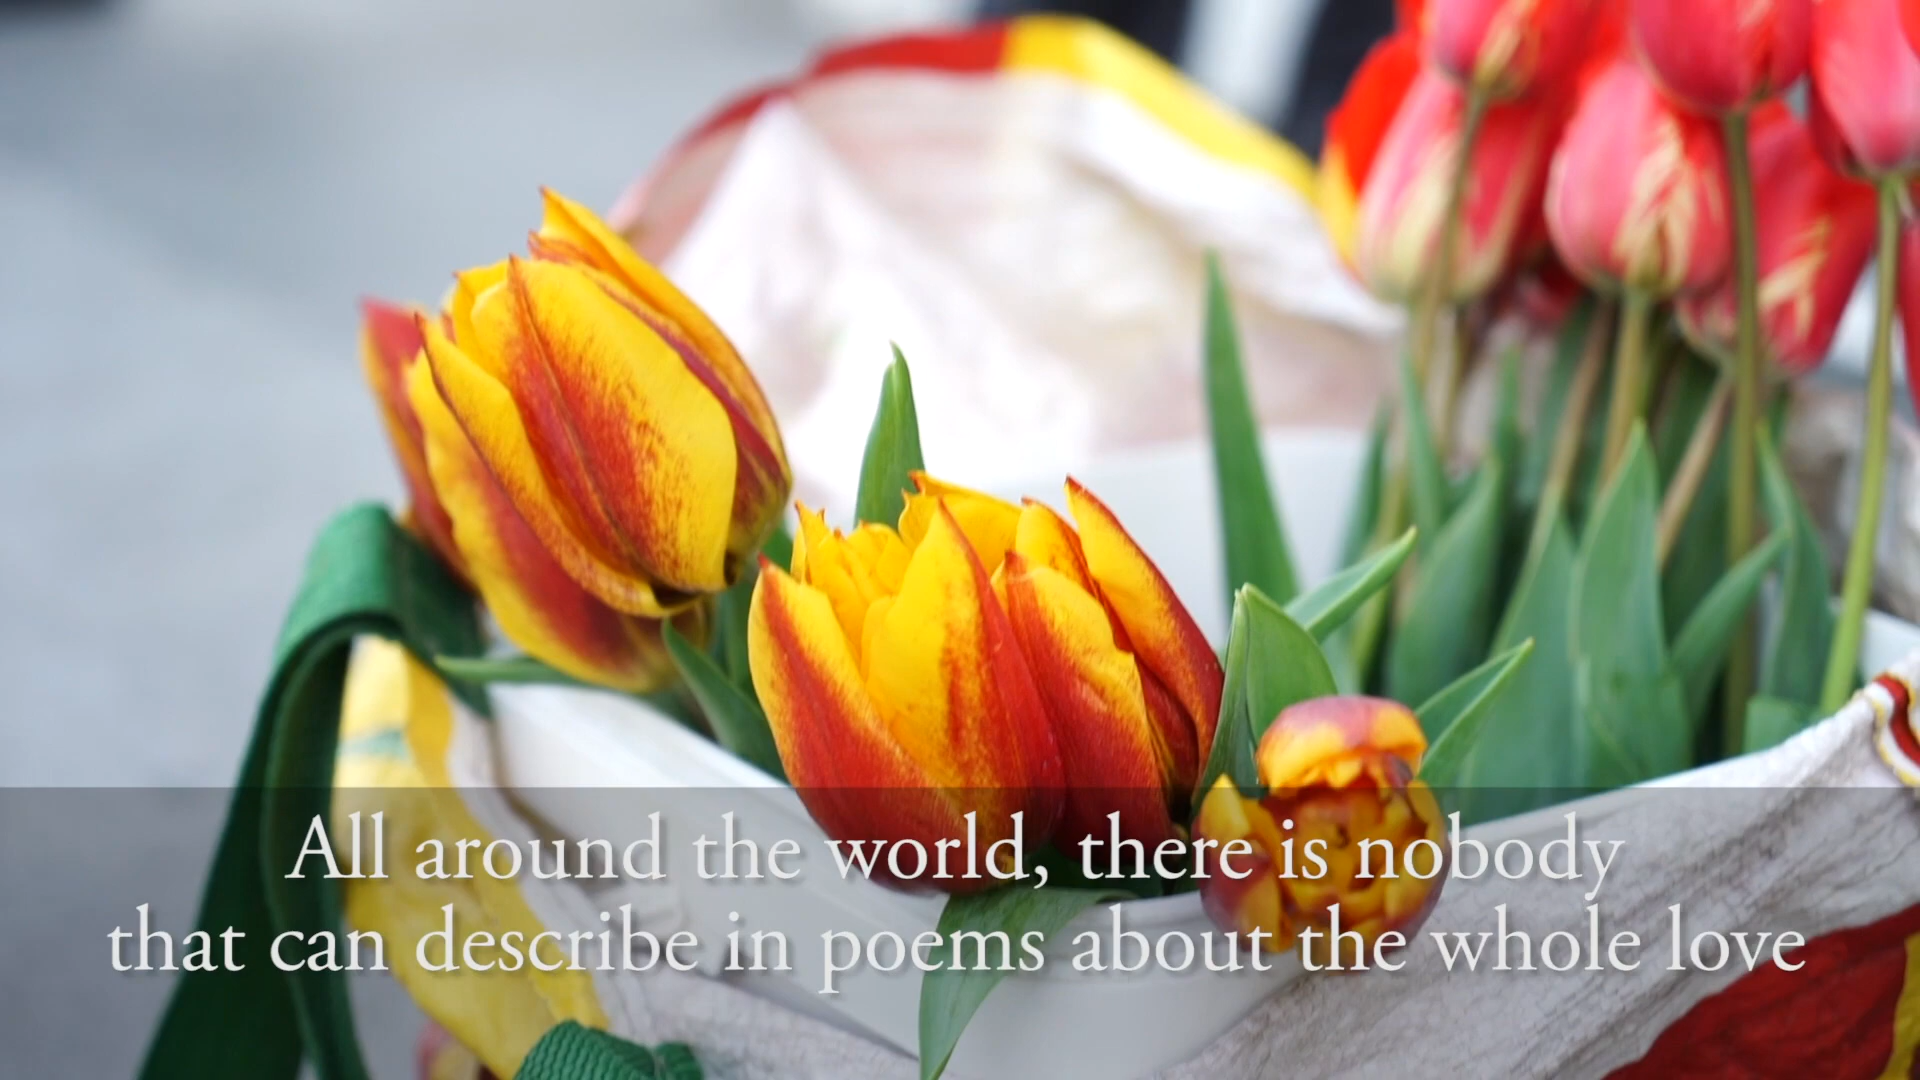 All around the world, there is nobody
that can describe in poems about the whole love